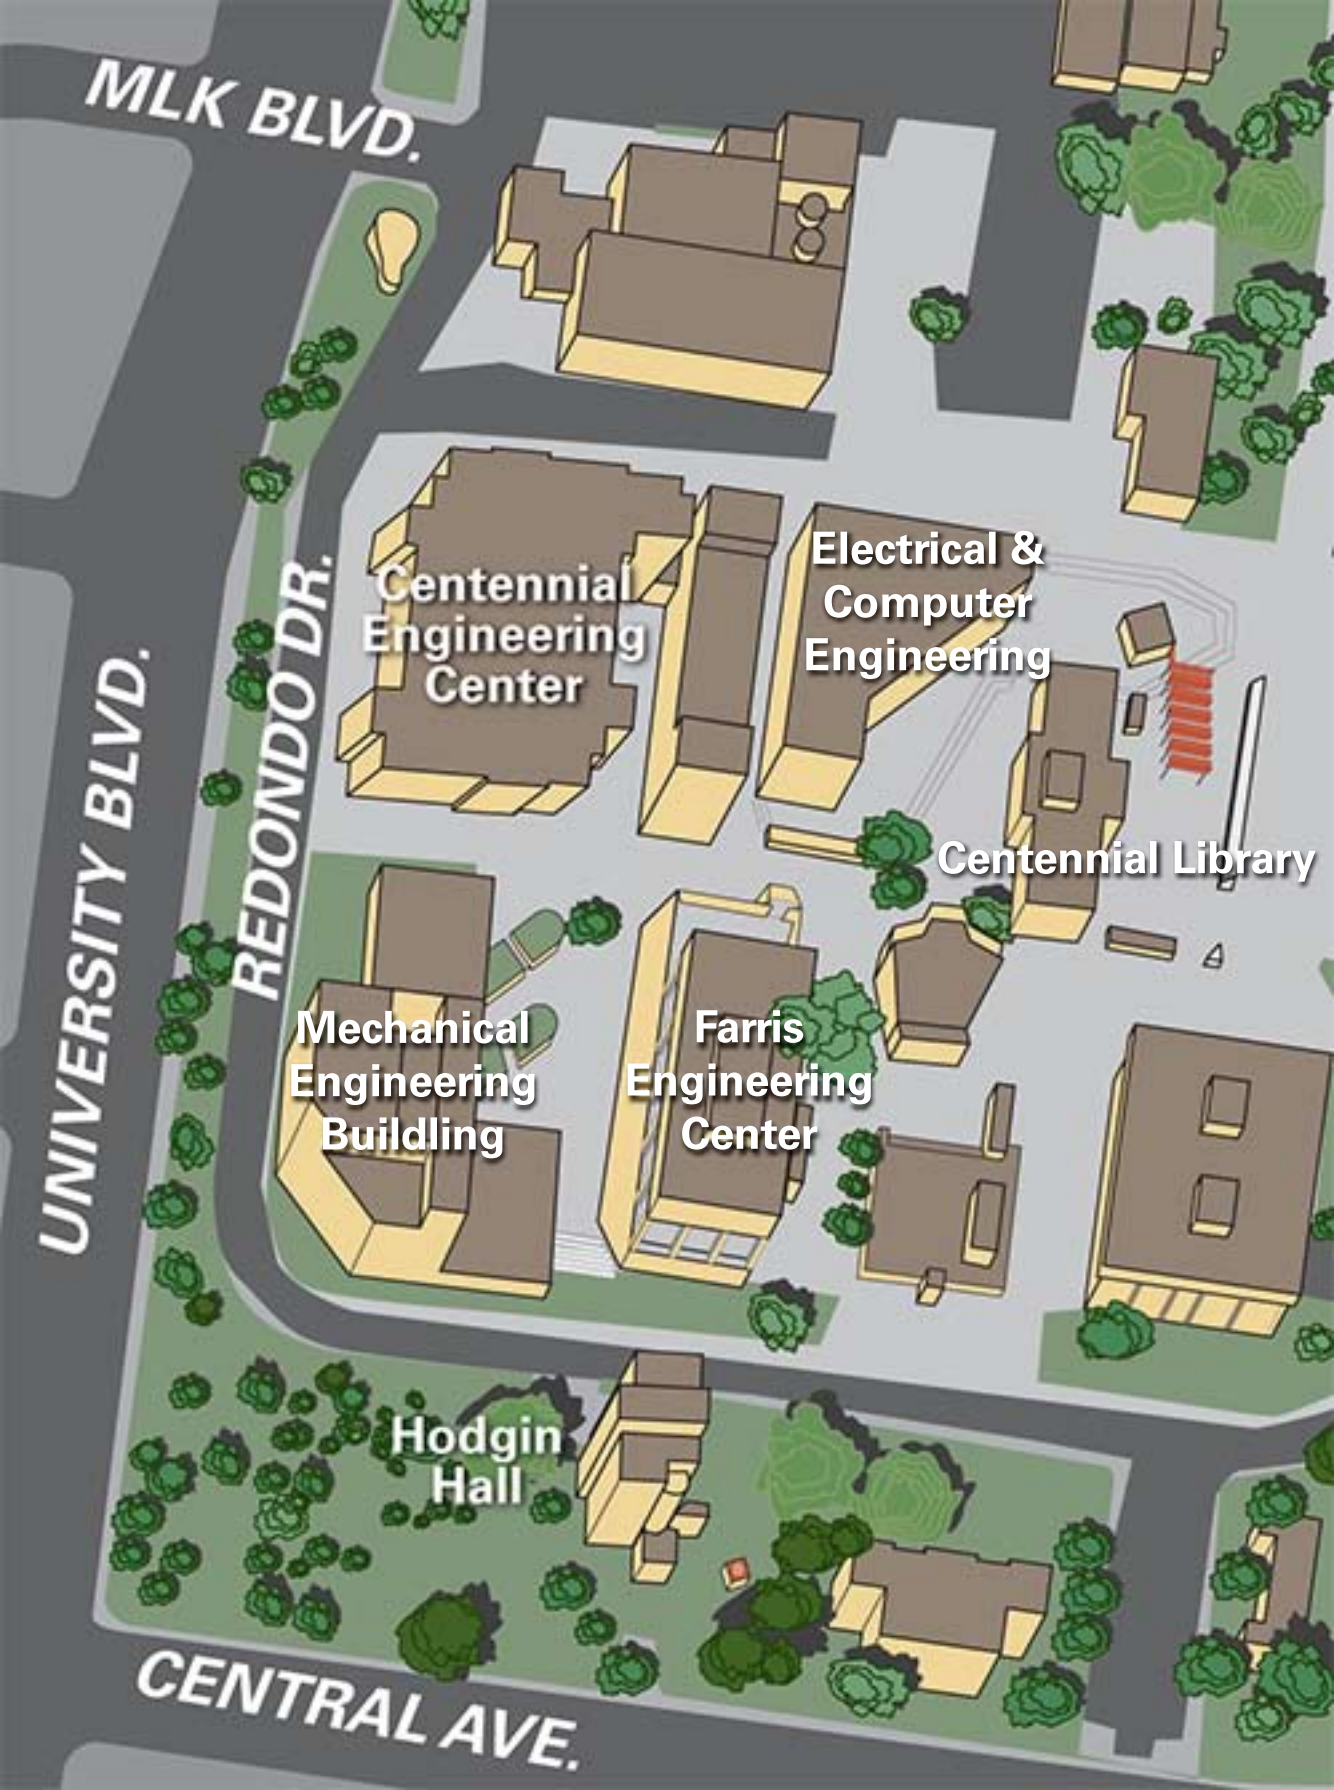 MLK BLVD.
Electrical &
Computer
Engineering
Centennial
Engineering
Center
REDONDO DR.
UNIVERSITY BLVD.
Centennial Library
Mechanical
Engineering
Buildling
Farris
Engineering
Center
Hodgin
Hall
CENTRAL AVE.